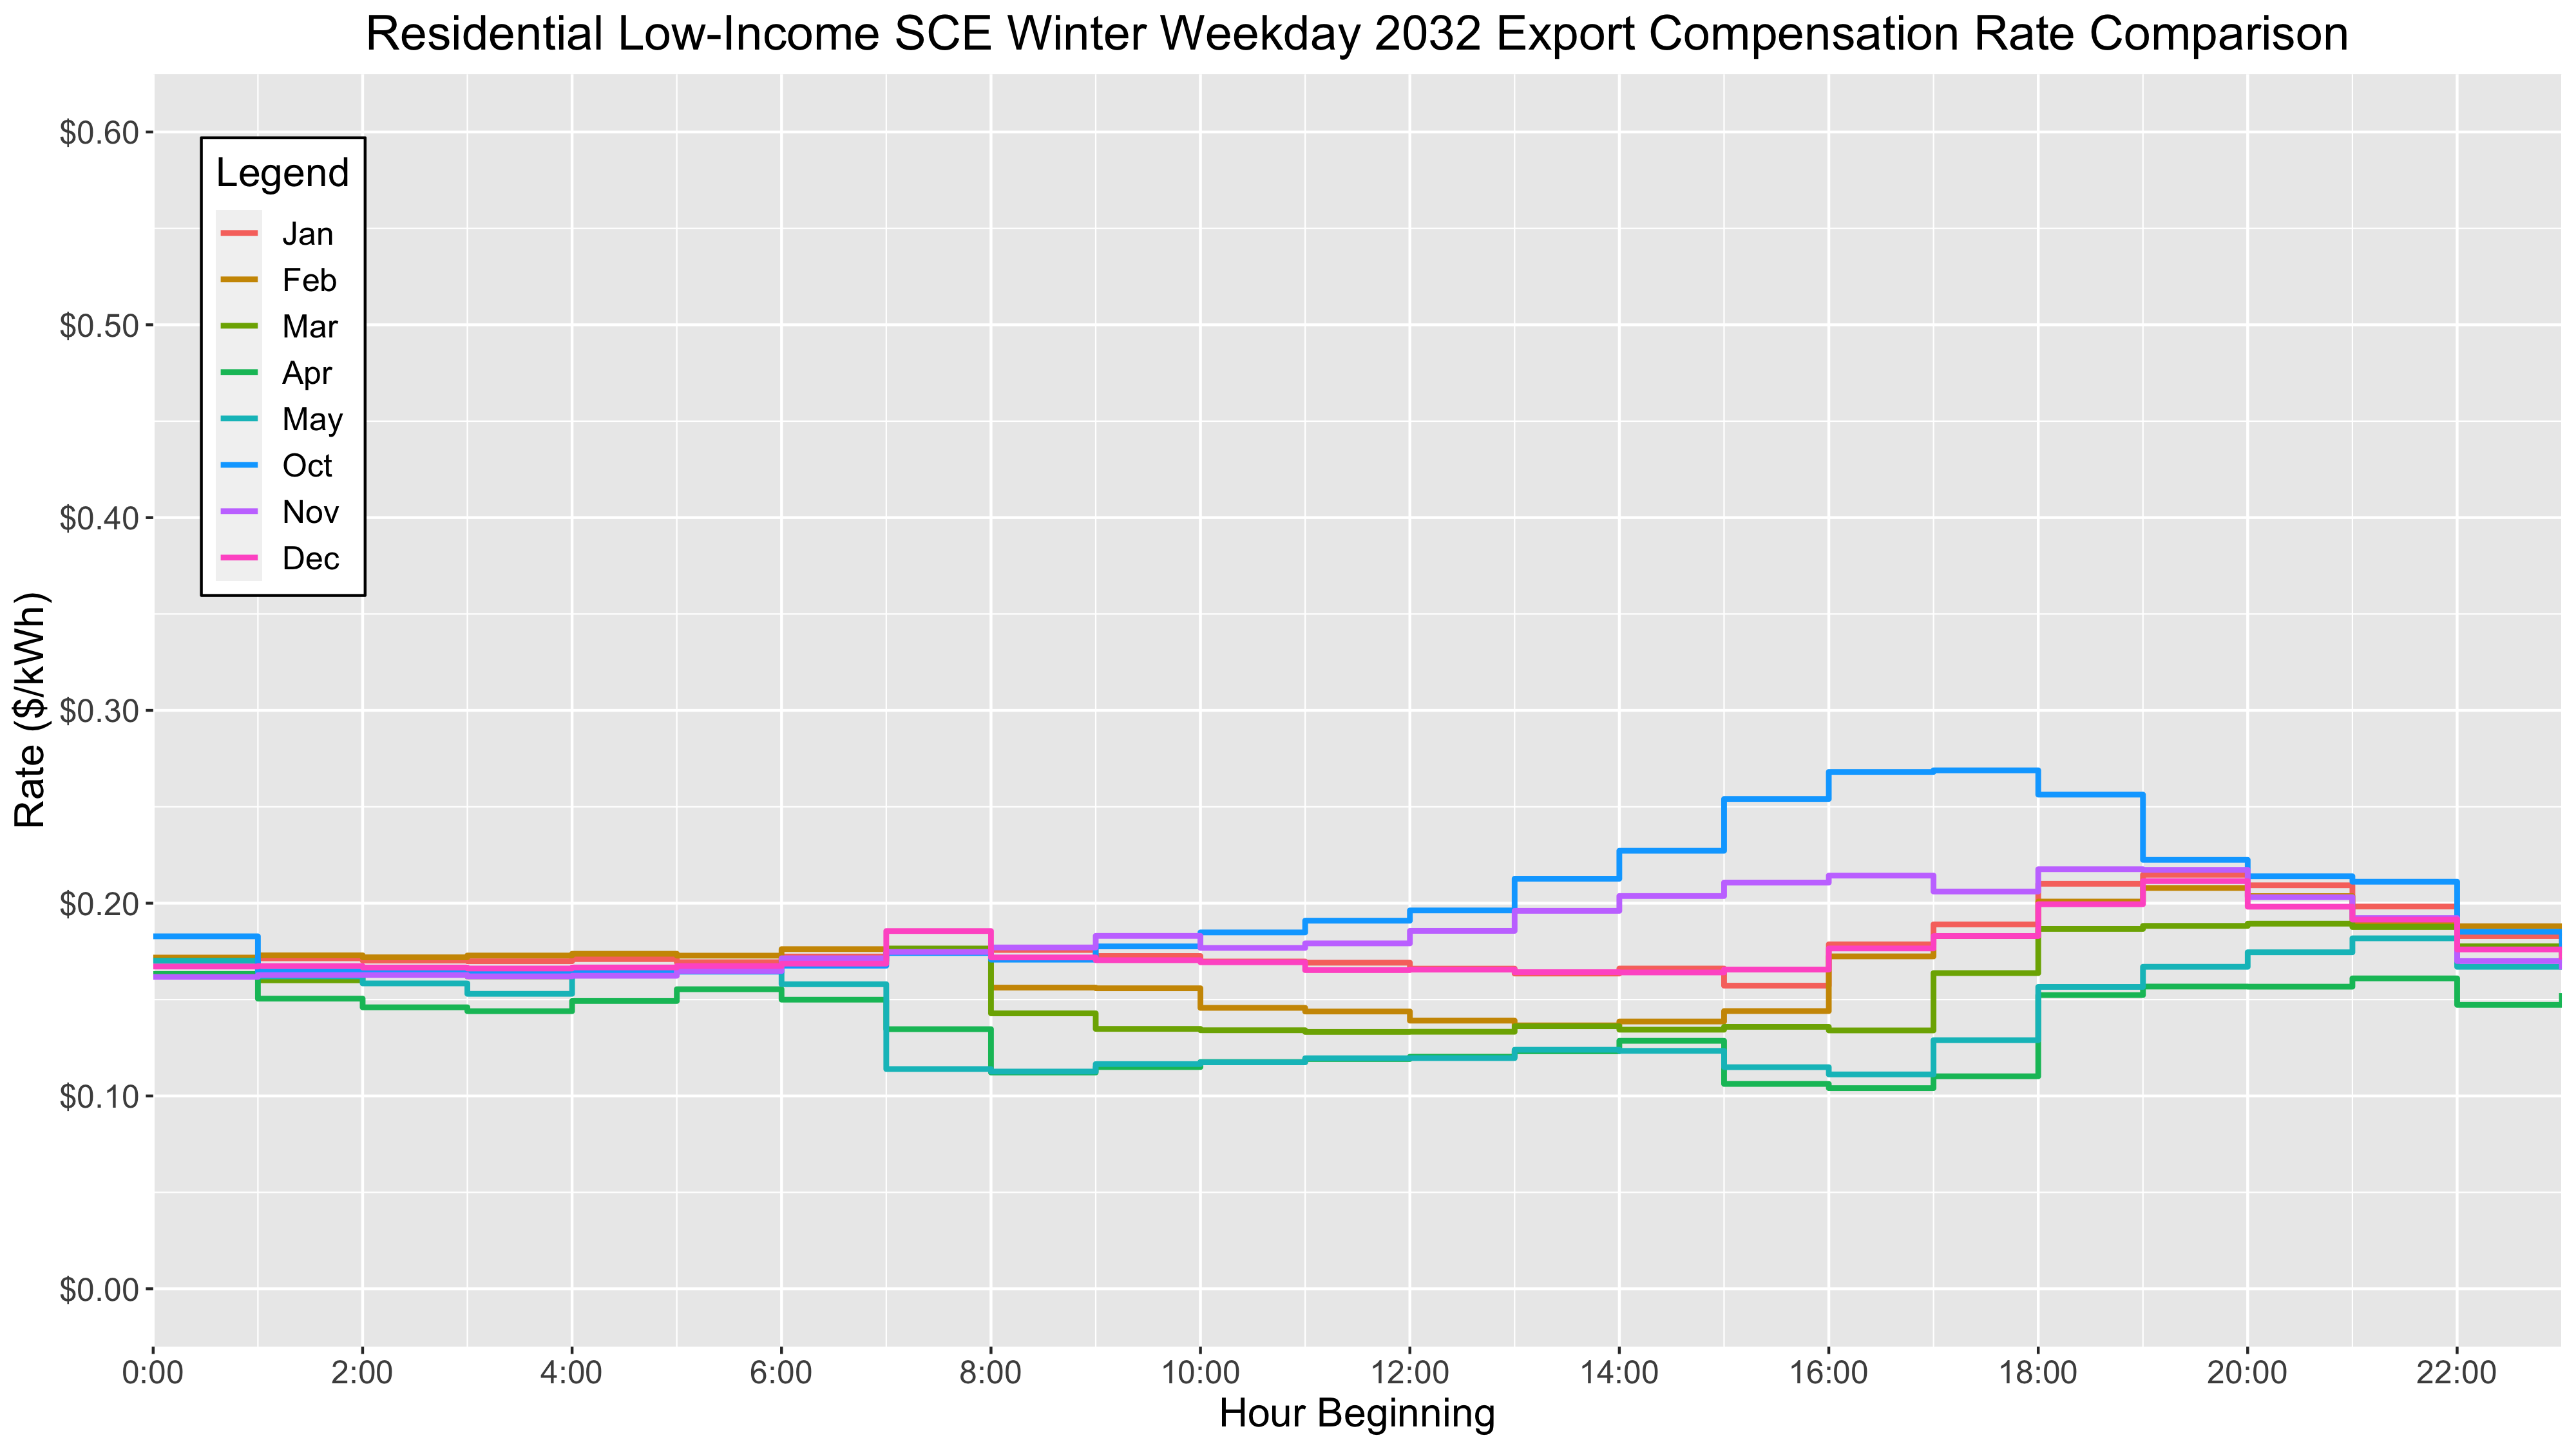 Residential Low-Income SCE Winter Weekday 2032 Export Compensation Rate Comparison
$0.60
$0.50
$0.40
$0.30
$0.20
$0.10
$0.00
Rate ($/kWh)
Legend
Jan
Feb
Mar
Apr
May
Oct
Nov
Dec
0:00 2:00 4:00 6:00 8:00 10:00 12:00 14:00 16:00 18:00 20:00 22:00
Hour Beginning